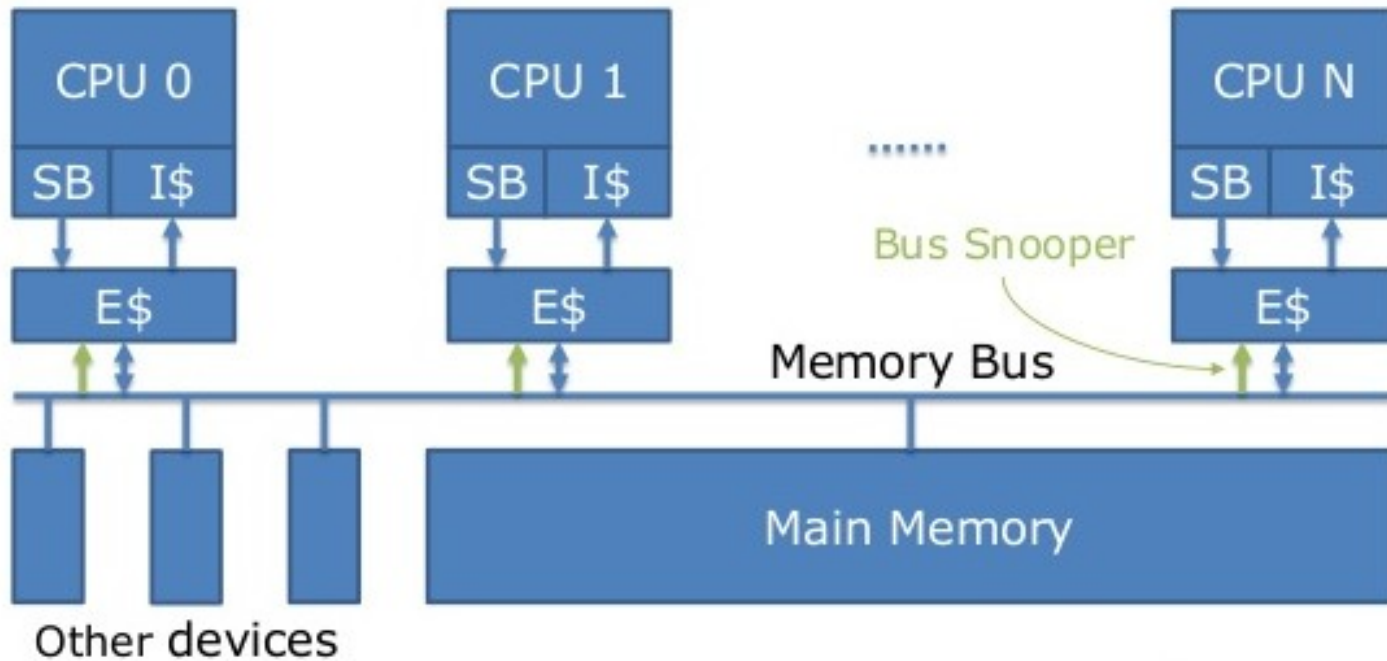 CPU 0
CPU 1
CPU N
......
SB
I$
SB
I$
SB
I$
Bus Snooper
E$
E$
E$
Memory Bus
Main Memory
Other devices